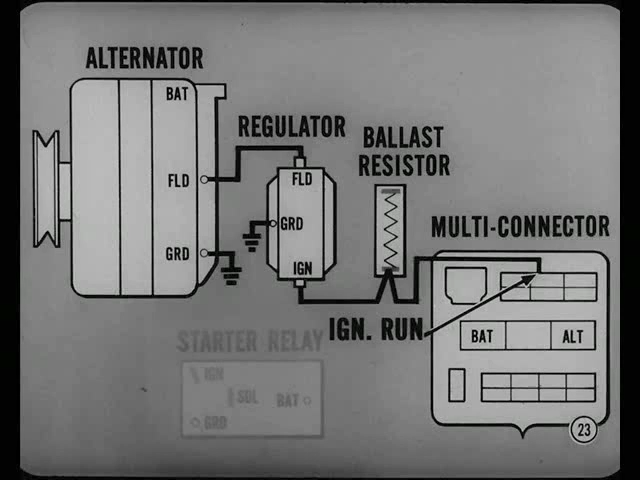 ALTERNATOR
BAT
FLD
GRD
REGULATOR
FLD
GRD
IGN
BALLAST
RESISTOR
MULTI-CONNECTOR
IGN. RUN
BAT
ALT
STARTER RELAY
IGN
SOL
BAT
GRD
23